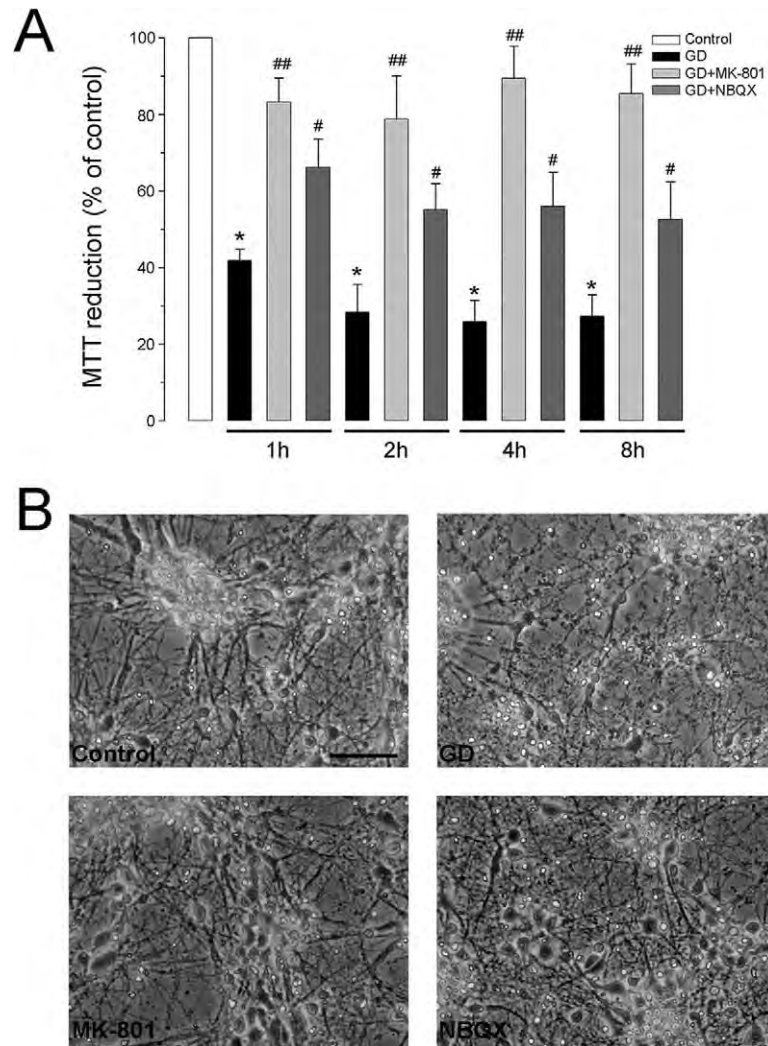 A
MTT reduction (% of control)
100
80
60
40
20
0
Control
GD
GD+MK-801
GD+NBQX
*
##
#
*
##
#
*
##
#
*
##
#
1h
2h
4h
8h
B
Control
GD
MK-801
NBQX